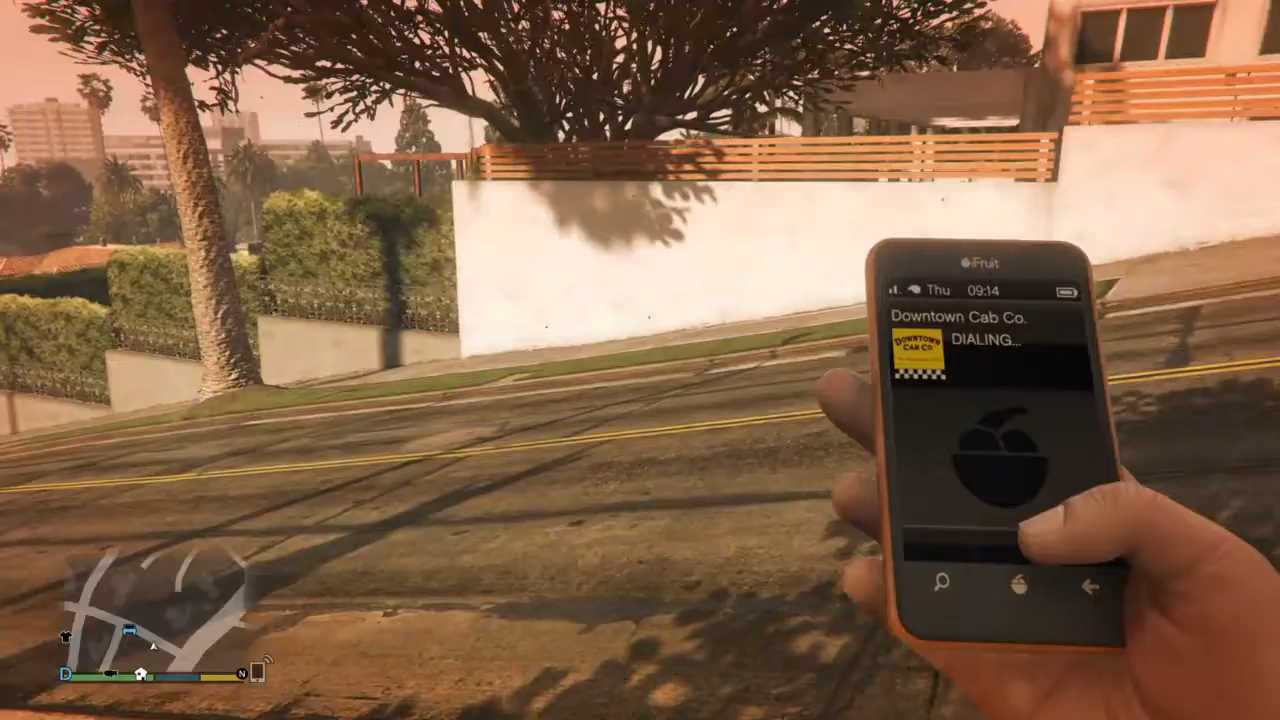 iFruit
Thu 09:14
Downtown Cab Co.
DOWNTOWN
CAB CO
DIALING...
D
N